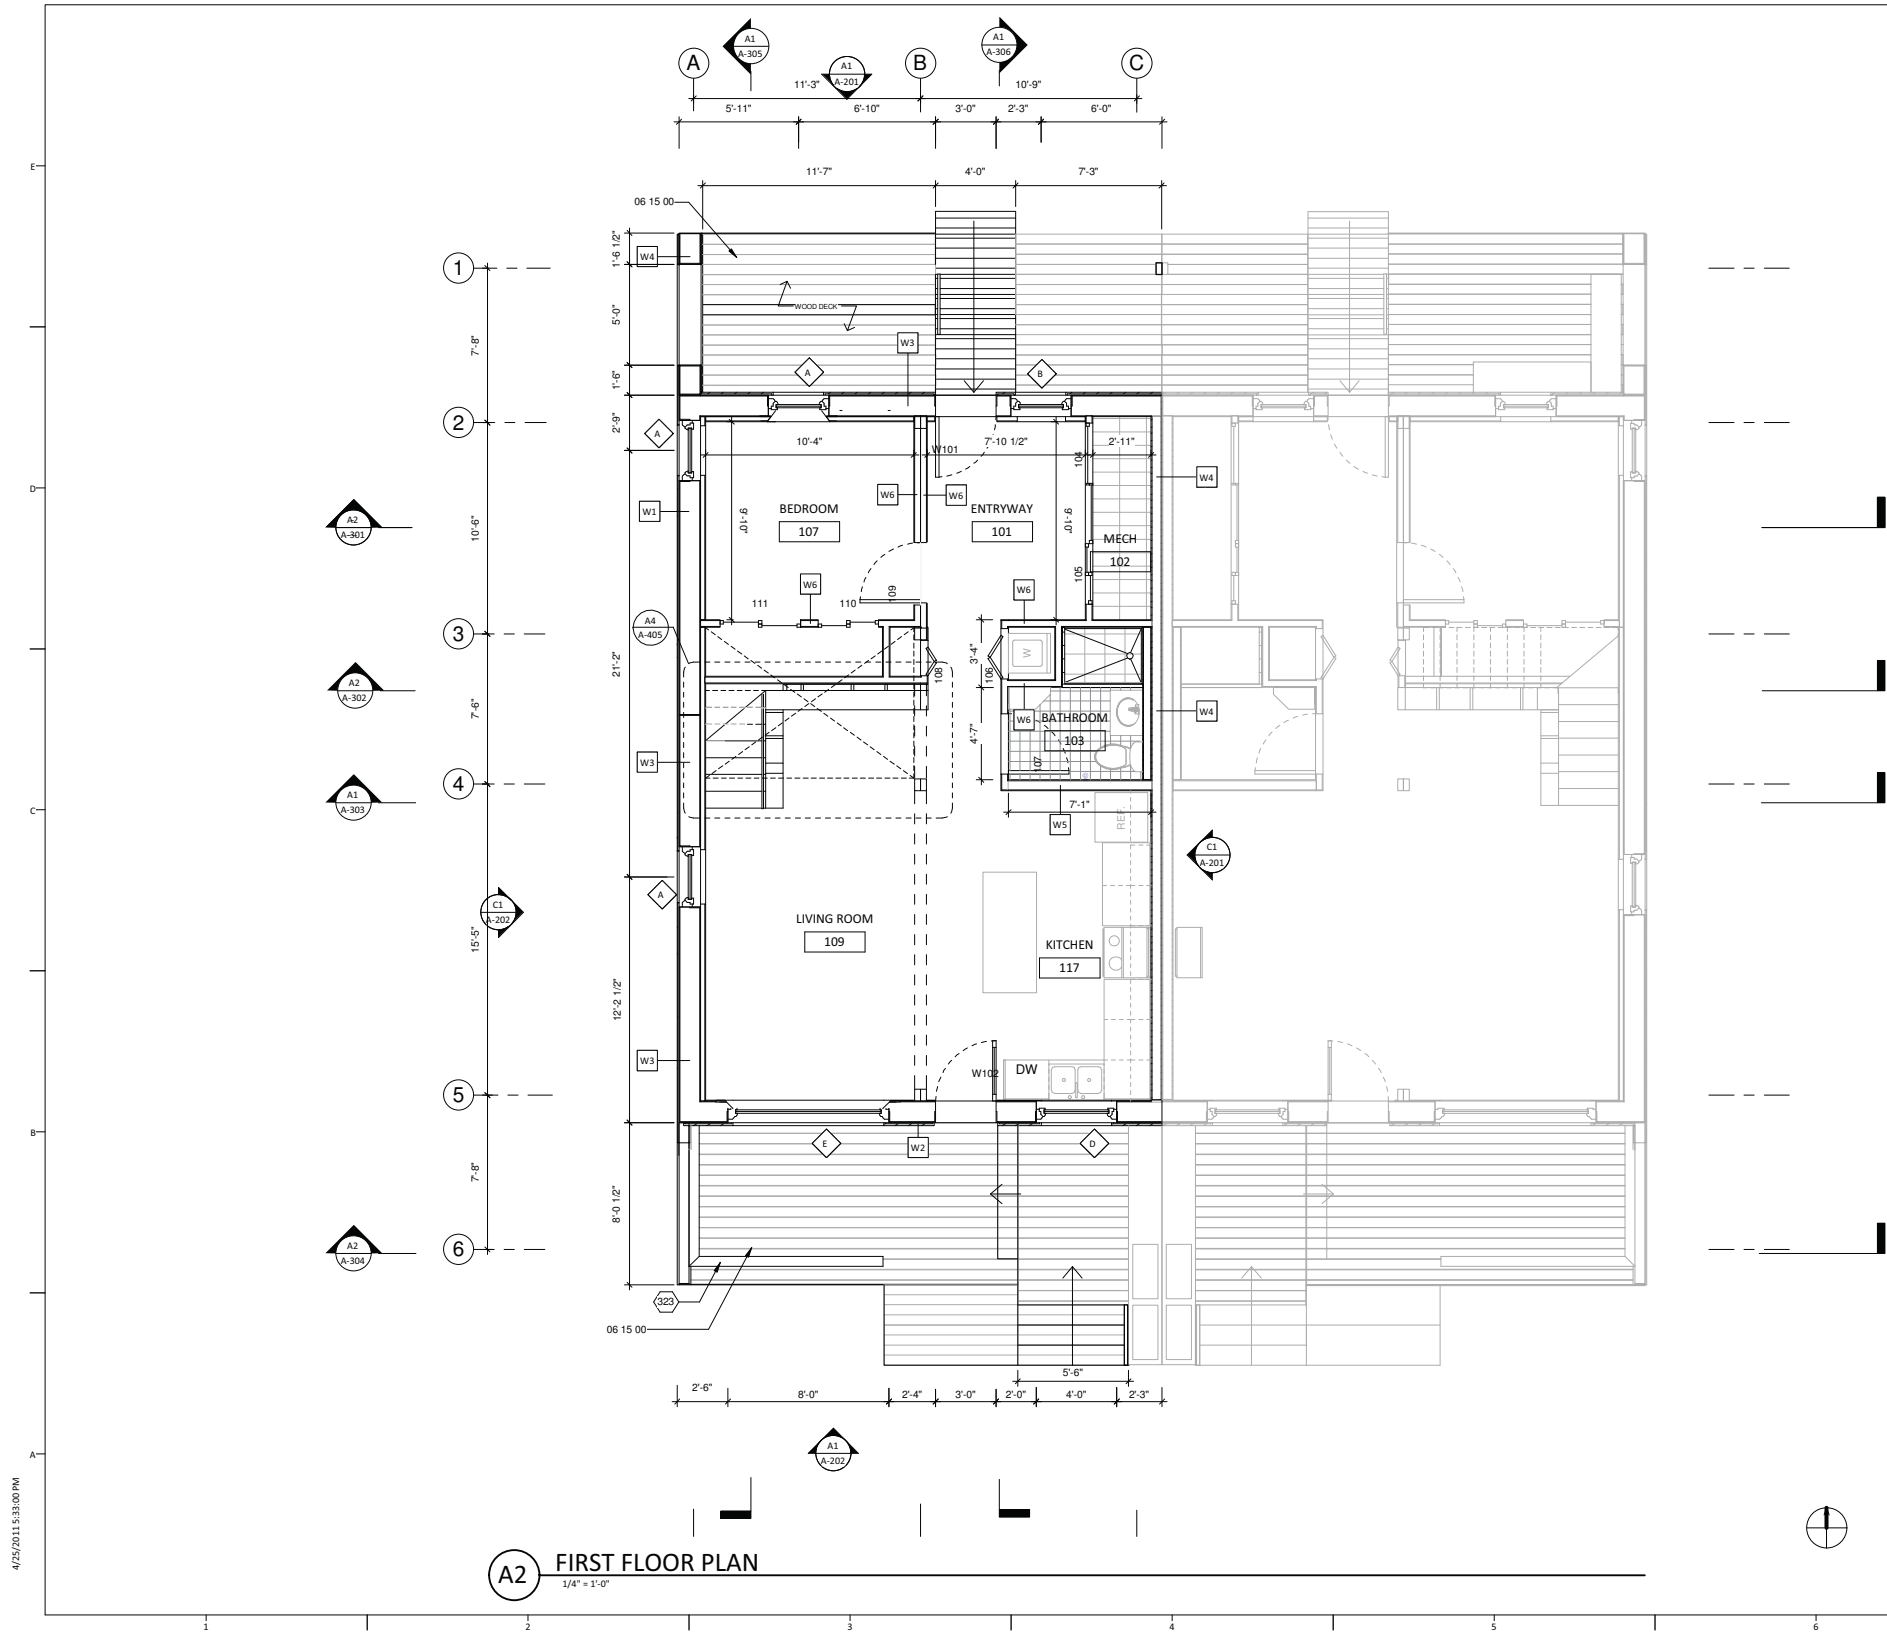 A1
A-305
A1
A-306
A
B
C
A1
A-201
11'-3"
10'-9"
5'-11"
6'-10"
3'-0"
2'-3"
6'-0"
E
11'-7"
4'-0"
7'-3"
06 15 00
1'-6 1/2"
W4
1
5'-0"
WOOD DECK
7'-8"
W3
A
B
1'-6"
2
2'-9"
A
10'-4"
W101
7'-10 1/2"
2'-11"
104
W4
D
W6
W6
W1
BEDROOM
107
ENTRYWAY
101
9'-10"
9'-10"
A2
A-301
10'-6"
MECH
102
105
W6
W6
109
111
110
A4
A-405
3
3'-4"
W
21'-2"
108
106
A2
A-302
7'-6"
W6
BATHROOM
103
W4
4'-7"
107
W3
4
A1
A-303
C
7'-1"
W5
REF.
C1
A-201
A
C1
A-202
15'-5"
LIVING ROOM
109
KITCHEN
117
12'-2 1/2"
W3
W102
DW
5
B
E
W2
D
7'-8"
8'-0 1/2"
A2
A-304
6
323
06 15 00
5'-6"
2'-6"
8'-0"
2'-4"
3'-0"
2'-0"
4'-0"
2'-3"
A1
A-202
A
4/25/2011 5:33:00 PM
A2
FIRST FLOOR PLAN
1/4" = 1'-0"
1
2
3
4
5
6